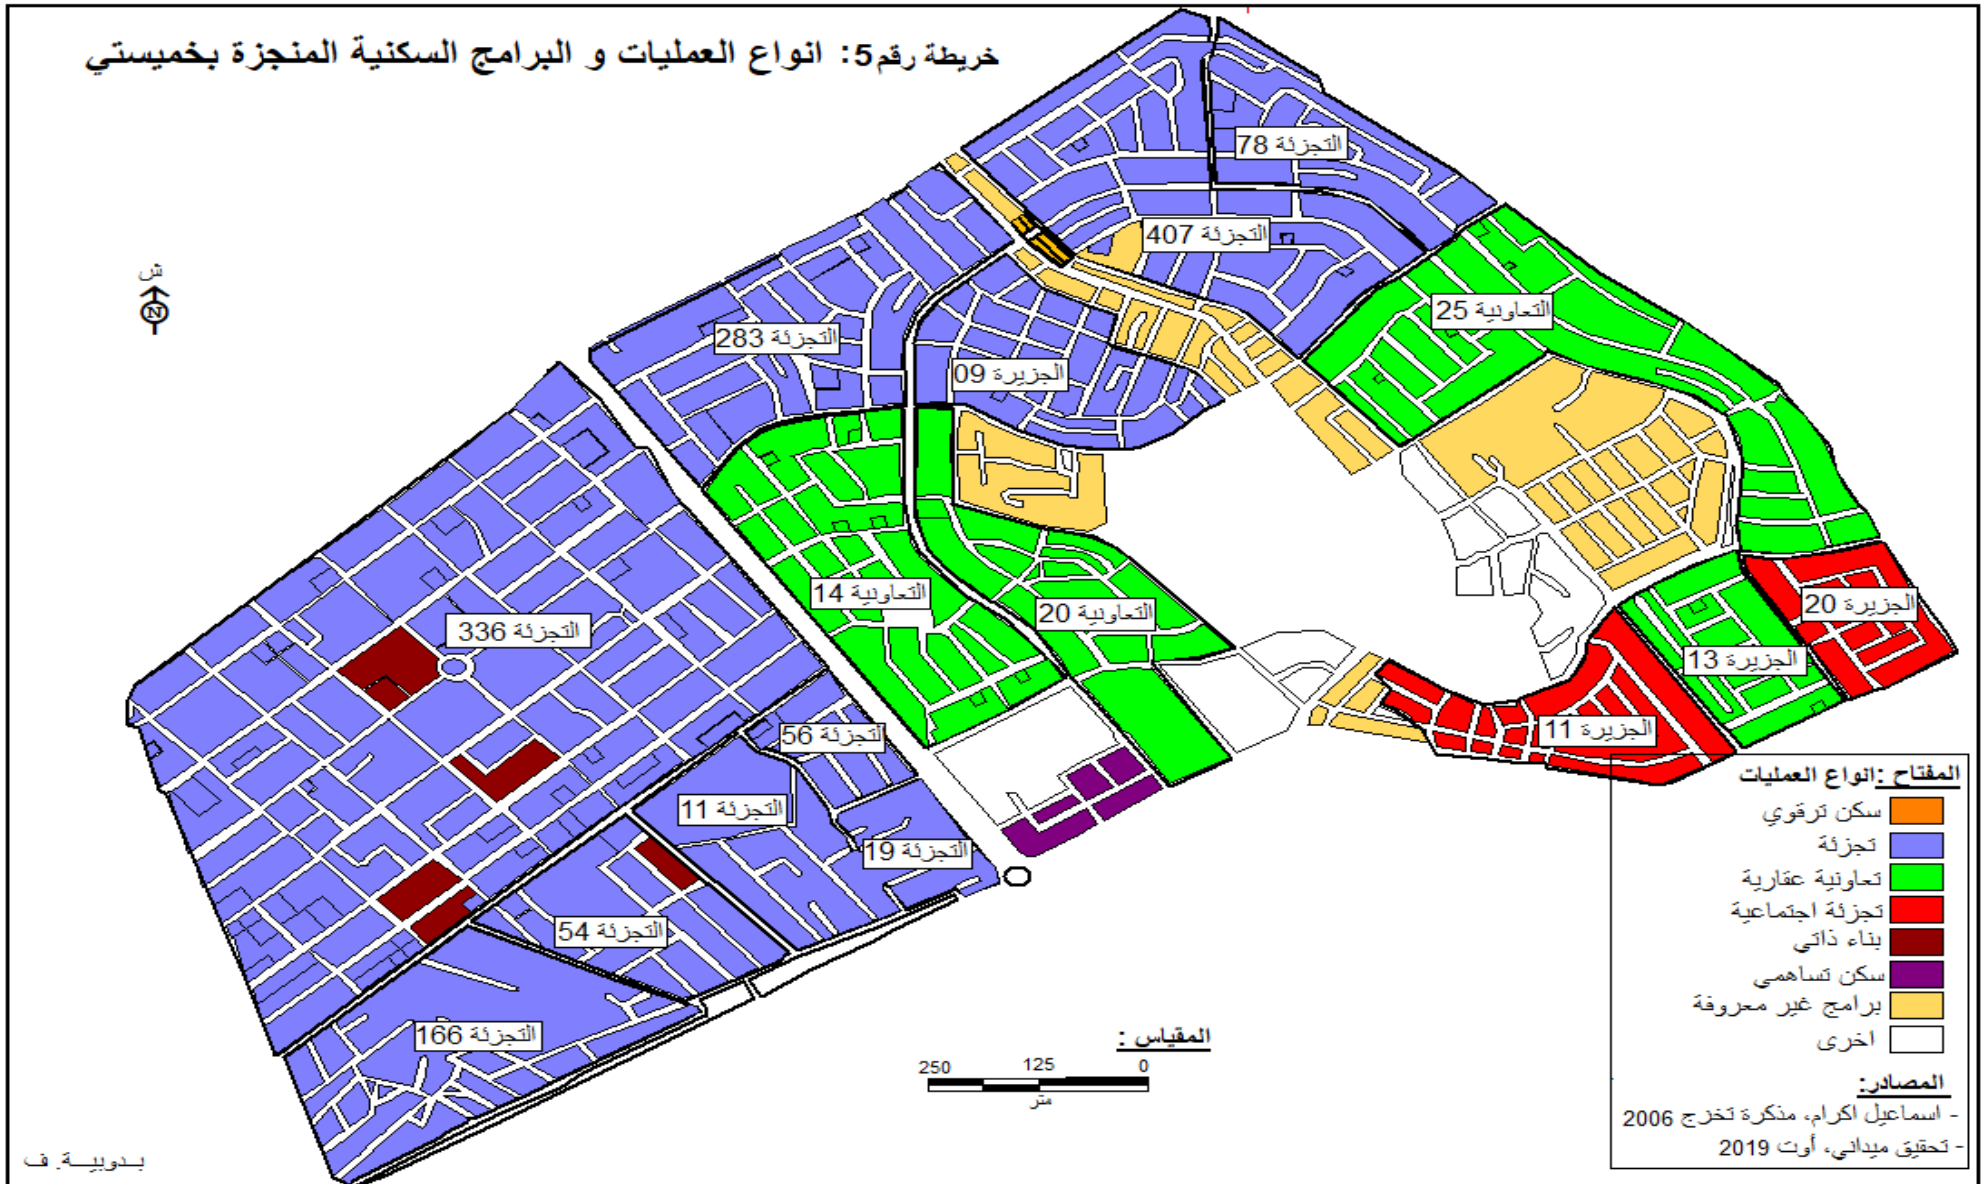 خريطة رقم5: انواع العمليات و البرامج السكنية المنجزة بخميستي
ش
N
التجزئة 78
التجزئة 407
التعاونية 25
التجزئة 283
الجزيرة 09
التعاونية 14
التعاونية 20
الجزيرة 20
التجزئة 336
الجزيرة 13
الجزيرة 11
التجزئة 56
التجزئة 11
التجزئة 19
التجزئة 54
التجزئة 166
المفتاح :انواع العمليات
سكن ترقوي
تجزئة
تعاونية عقارية
تجزئة اجتماعية
بناء ذاتي
سكن تساهمي
برامج غير معروفة
اخرى
المصادر:
- اسماعيل اكرام، مذكرة تخرج 2006
- تحقيق ميداني، أوت 2019
المقياس :
250 125 0
متر
بـدوبيـــة. ف